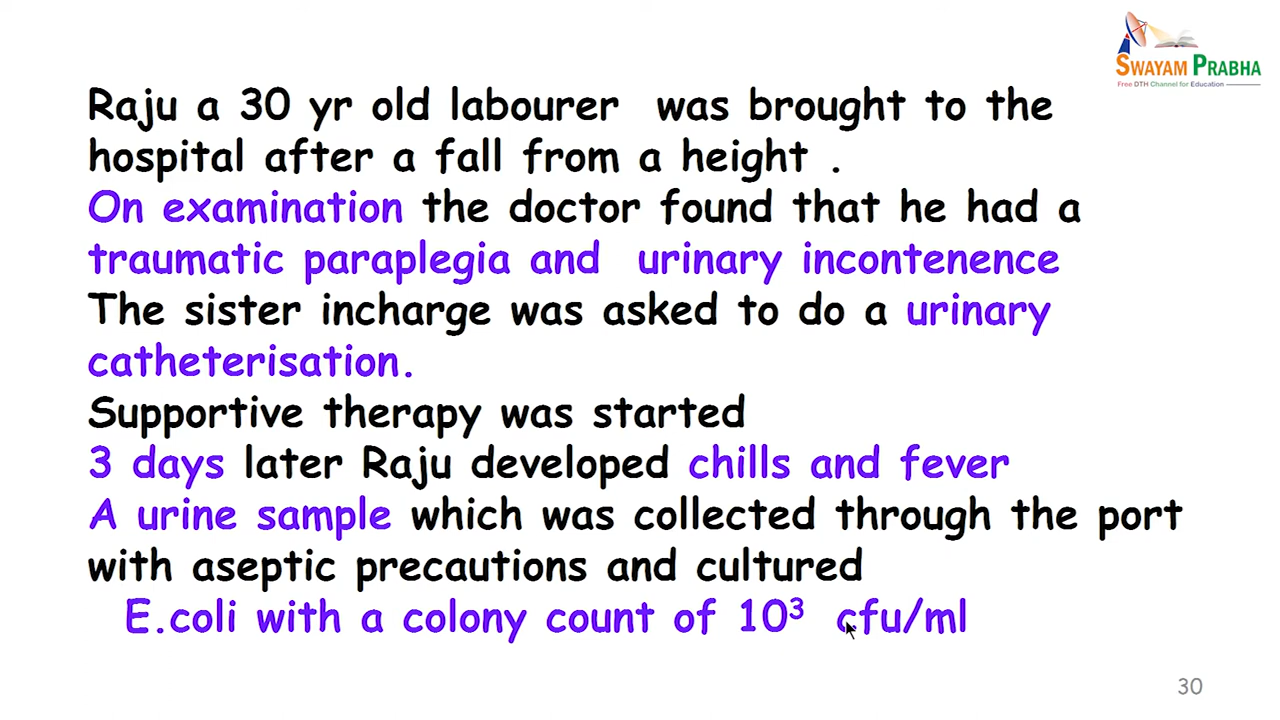 SWAYAM PRABHA
Free DTH Channel for Education
Raju a 30 yr old labourer was brought to the
hospital after a fall from a height .
On examination the doctor found that he had a
traumatic paraplegia and urinary incontenence
The sister incharge was asked to do a urinary
catheterisation.
Supportive therapy was started
3 days later Raju developed chills and fever
A urine sample which was collected through the port
with aseptic precautions and cultured
E.coli with a colony count of 10³ cfu/ml
30